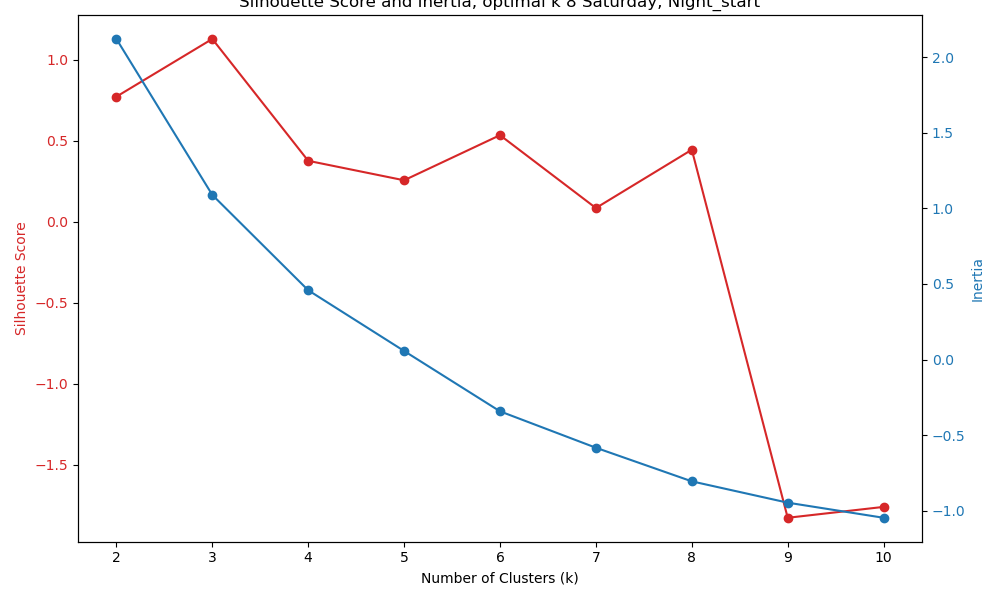 Silhouette Score and Inertia, optimal k 8 Saturday, Night_start
1.0
0.5
0.0
−0.5
−1.0
−1.5
Silhouette Score
2.0
1.5
1.0
0.5
0.0
−0.5
−1.0
Inertia
2 3 4 5 6 7 8 9 10
Number of Clusters (k)